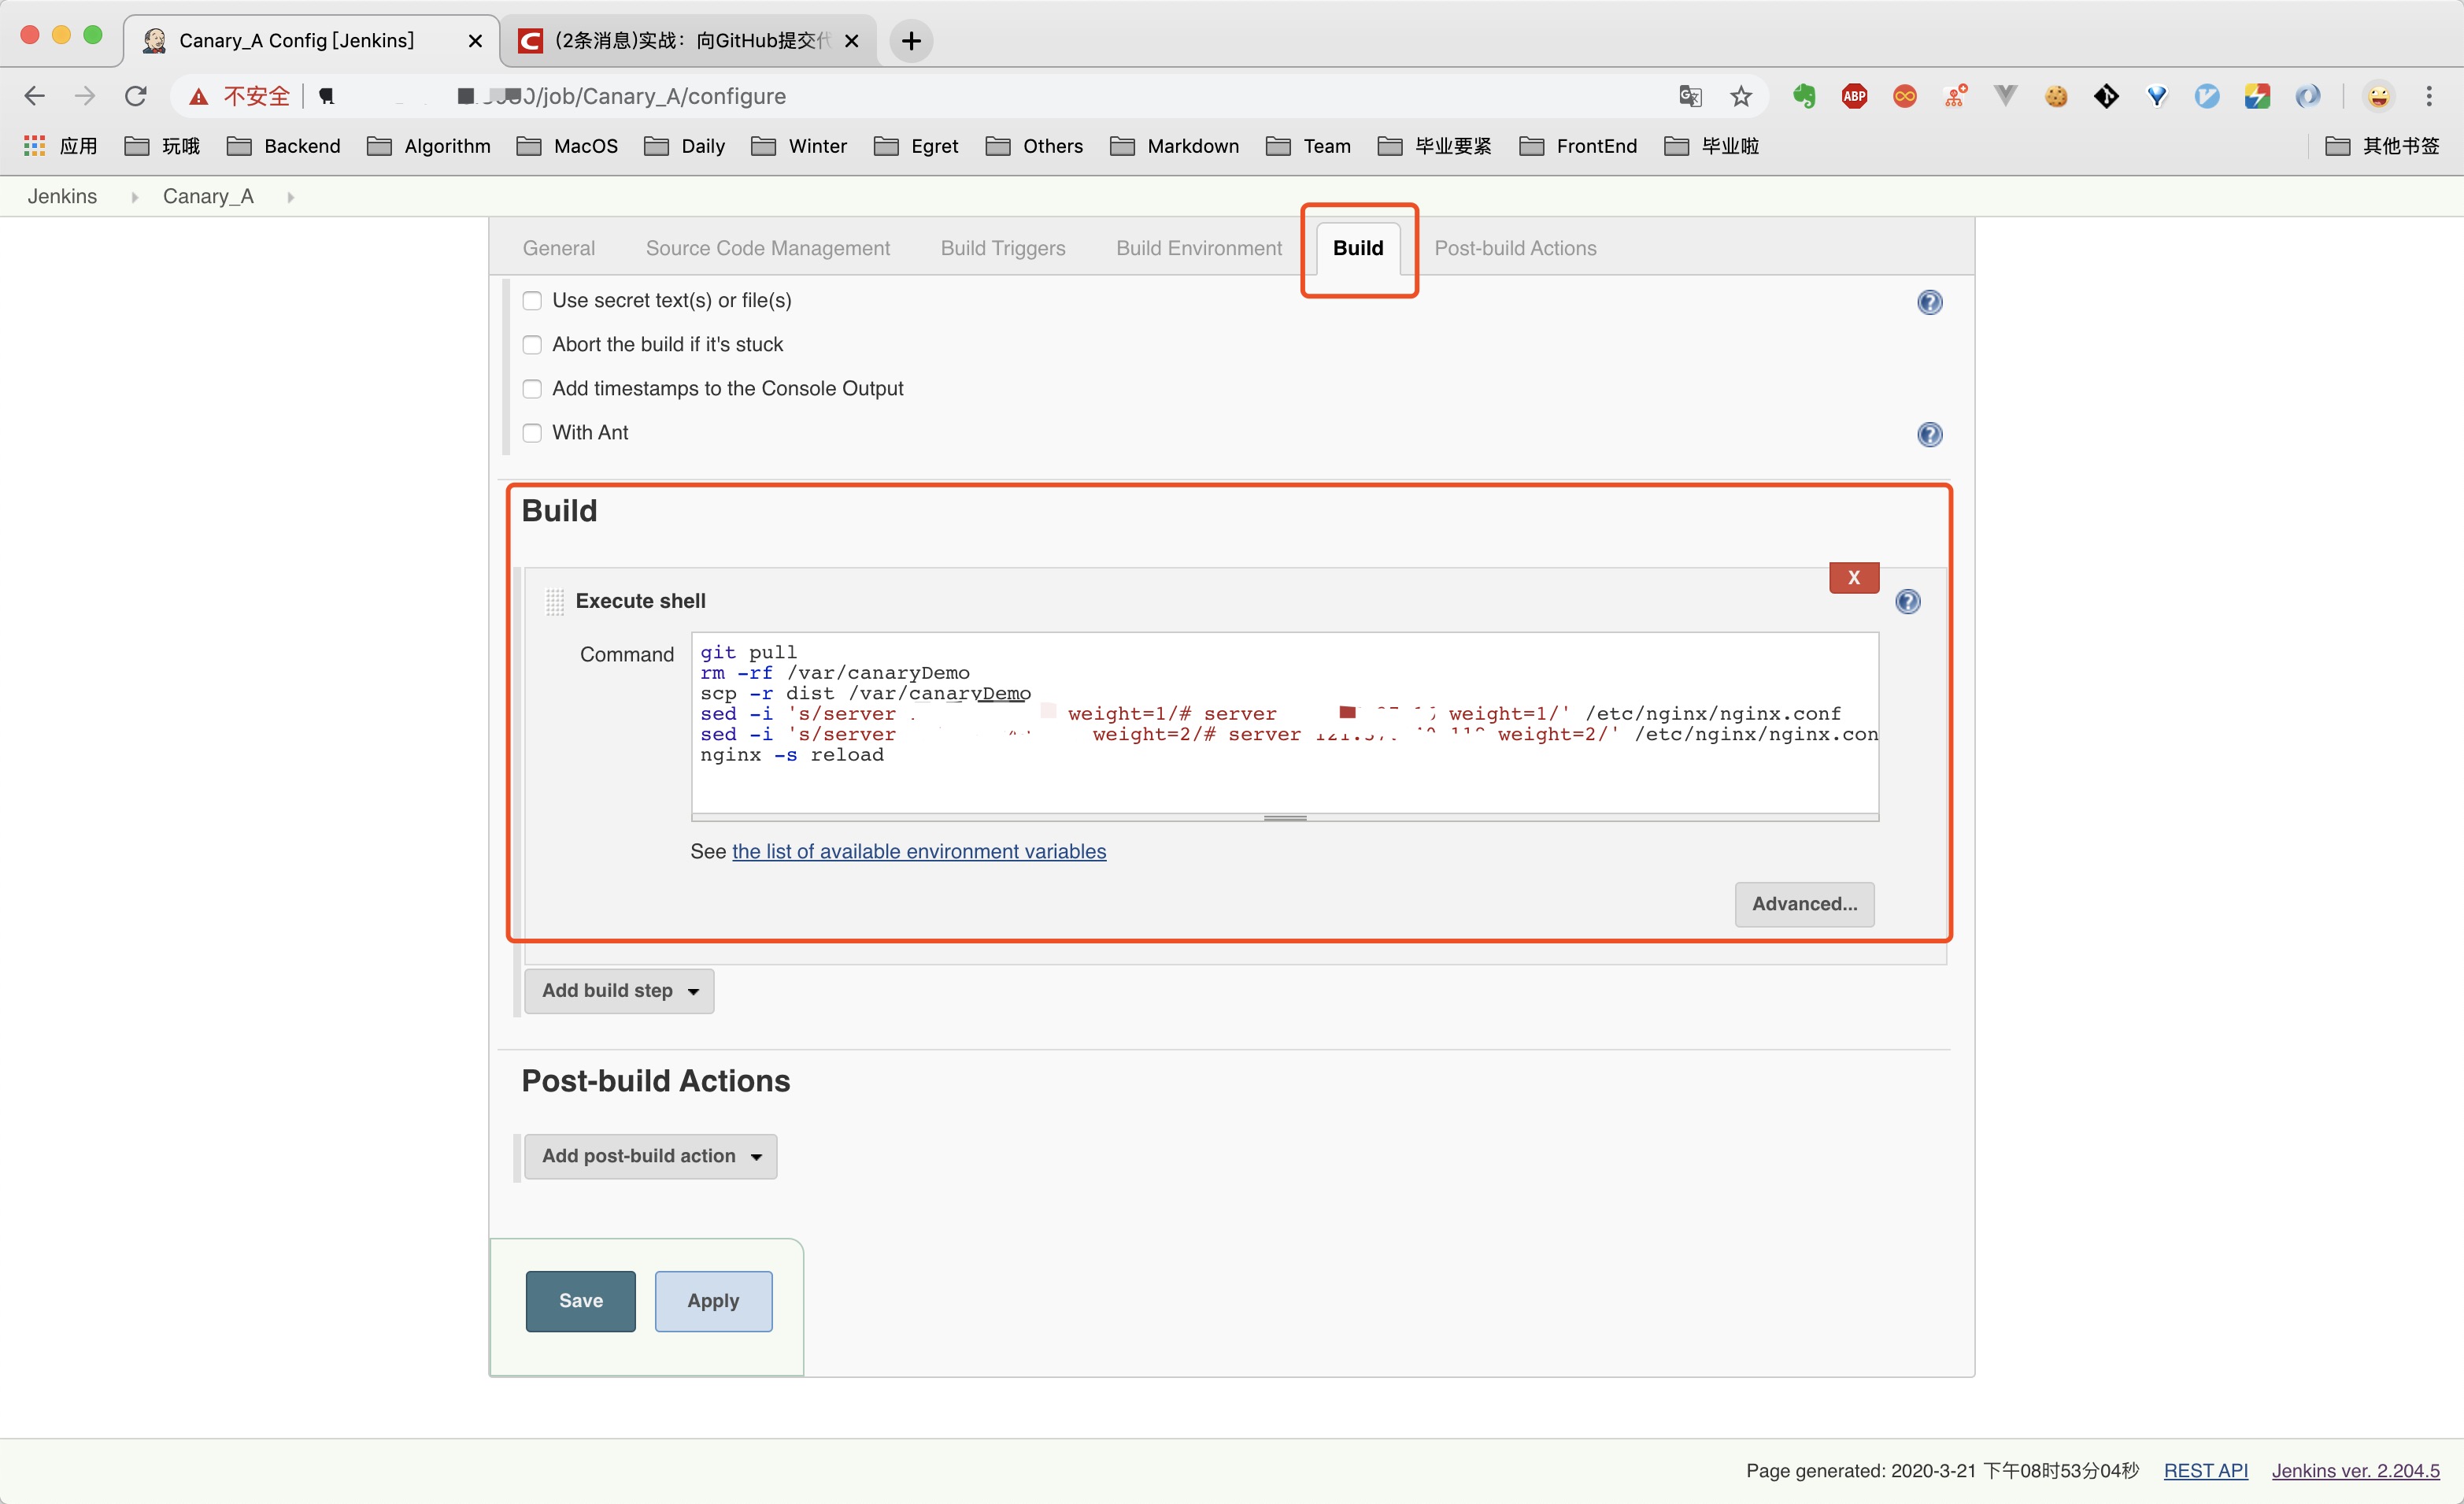 Canary_A Config [Jenkins]
(2条消息)实战：向GitHub提交代
不安全
/job/Canary_A/configure
ABP
应用 玩哦 Backend Algorithm MacOS Daily Winter Egret Others Markdown Team 毕业要紧 FrontEnd 毕业啦 其他书签
Jenkins Canary_A
General Source Code Management Build Triggers Build Environment Build Post-build Actions
Use secret text(s) or file(s)
Abort the build if it's stuck
Add timestamps to the Console Output
With Ant
Build
X
Execute shell
Command
git pull
rm -rf /var/canaryDemo
scp -r dist /var/canaryDemo
sed -i 's/server weight=1/# server weight=1/' /etc/nginx/nginx.conf
sed -i 's/server weight=2/# server weight=2/' /etc/nginx/nginx.con
nginx -s reload
See the list of available environment variables
Advanced...
Add build step
Post-build Actions
Add post-build action
Save Apply
Page generated: 2020-3-21 下午08时53分04秒 REST API Jenkins ver. 2.204.5